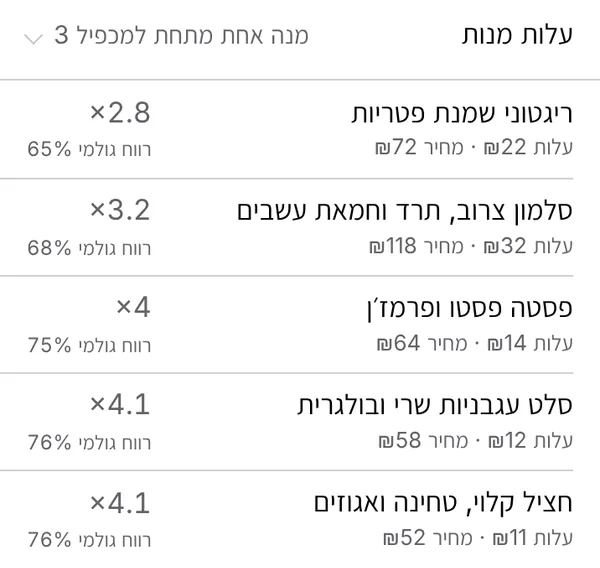 עלות מנות
מנה אחת מתחת למכפיל 3
ריגטוני שמנת פטריות
×2.8
עלות ₪22 · מחיר ₪72
רווח גולמי 65%
סלמון צרוב, תרד וחמאת עשבים
×3.2
עלות ₪32 · מחיר ₪118
רווח גולמי 68%
פסטה פסטו ופרמז׳ן
×4
עלות ₪14 · מחיר ₪64
רווח גולמי 75%
סלט עגבניות שרי ובולגרית
×4.1
עלות ₪12 · מחיר ₪58
רווח גולמי 76%
חציל קלוי, טחינה ואגוזים
×4.1
עלות ₪11 · מחיר ₪52
רווח גולמי 76%